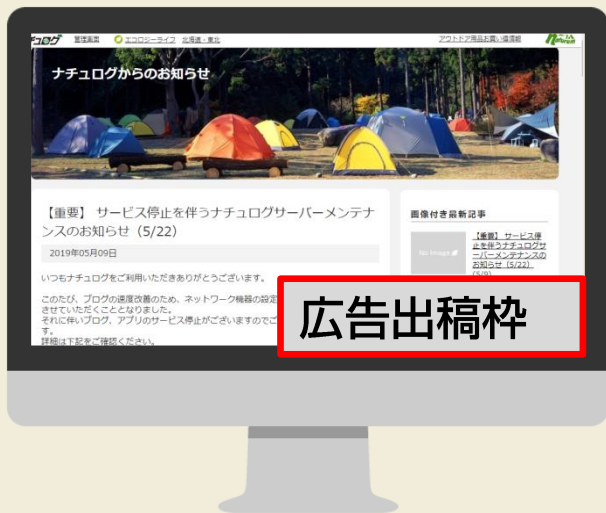 管理画面 エコロジーライフ 北海道・東北 アウトドア用品お買い得情報
ナチュログからのお知らせ
【重要】 サービス停止を伴うナチュログサーバーメンテナ
ンスのお知らせ（5/22）
2019年05月09日
いつもナチュログをご利用いただきありがとうございます。
このたび、ブログの速度改善のため、ネットワーク機器の設定
させていただくこととなりました。
それに伴いブログ、アプリのサービス停止がございますのでご
す。
詳細は下記をご確認ください。
画像付き最新記事
No Image
【重要】 サービス停
止を伴うナチュログサ
ーバーメンテナンスの
お知らせ（5/22）
(5/9)
広告出稿枠